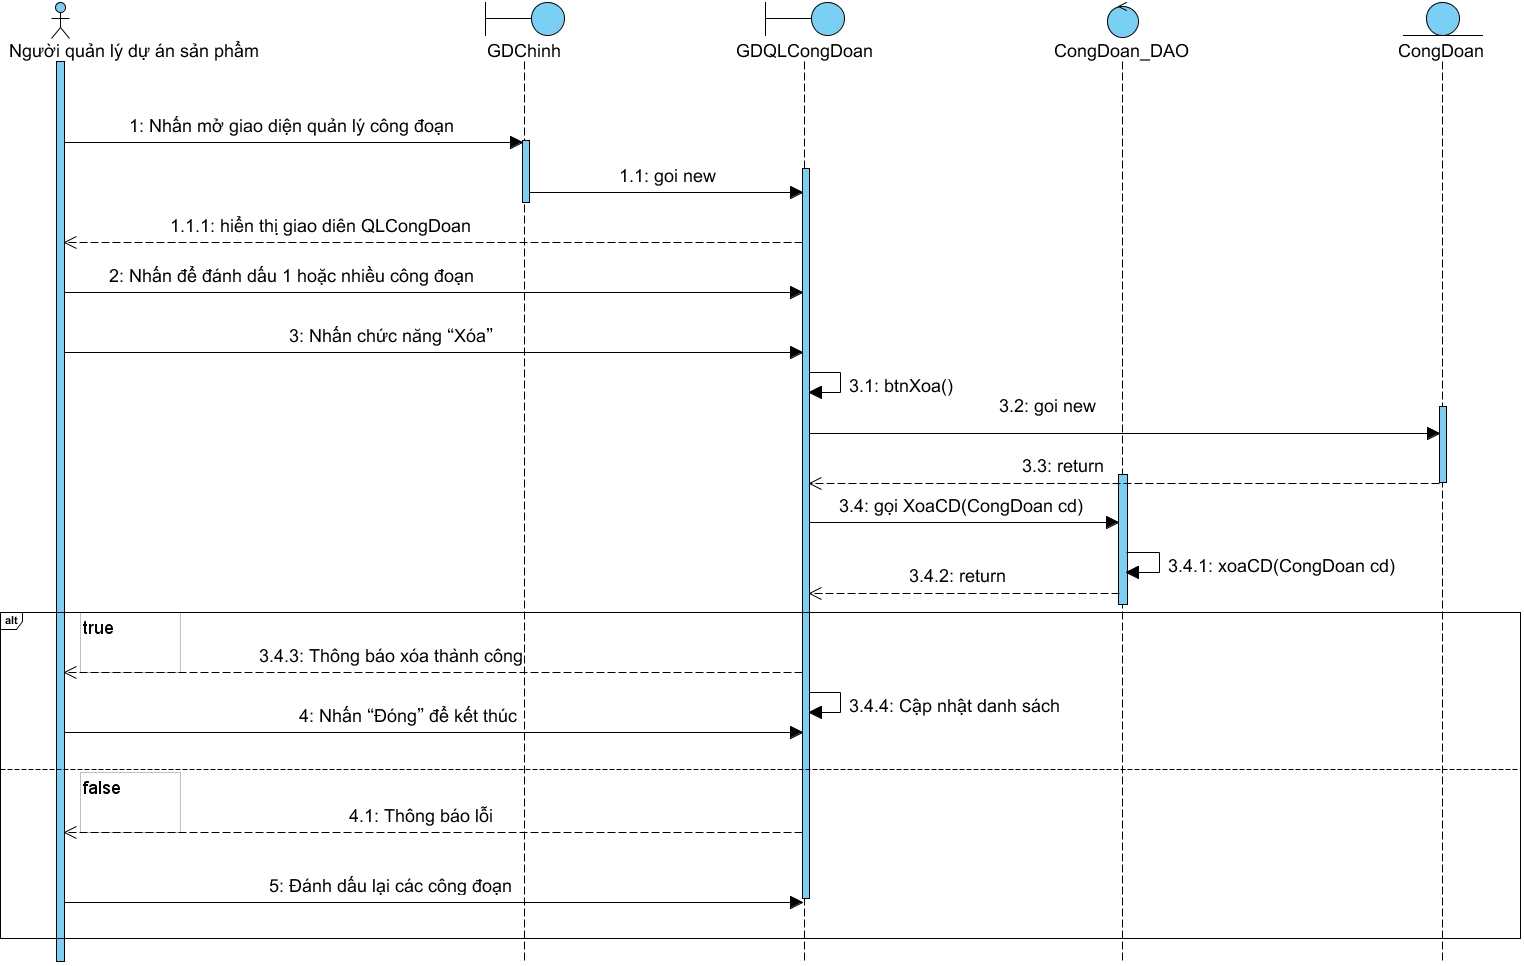 Người quản lý dự án sản phẩm
GDChinh
GDQLCongDoan
CongDoan_DAO
CongDoan
1: Nhấn mở giao diện quản lý công đoạn
1.1: goi new
1.1.1: hiển thị giao diên QLCongDoan
2: Nhấn để đánh dấu 1 hoặc nhiều công đoạn
3: Nhấn chức năng “Xóa”
3.1: btnXoa()
3.2: goi new
3.3: return
3.4: gọi XoaCD(CongDoan cd)
3.4.1: xoaCD(CongDoan cd)
3.4.2: return
alt
true
3.4.3: Thông báo xóa thành công
3.4.4: Cập nhật danh sách
4: Nhấn “Đóng” để kết thúc
false
4.1: Thông báo lỗi
5: Đánh dấu lại các công đoạn